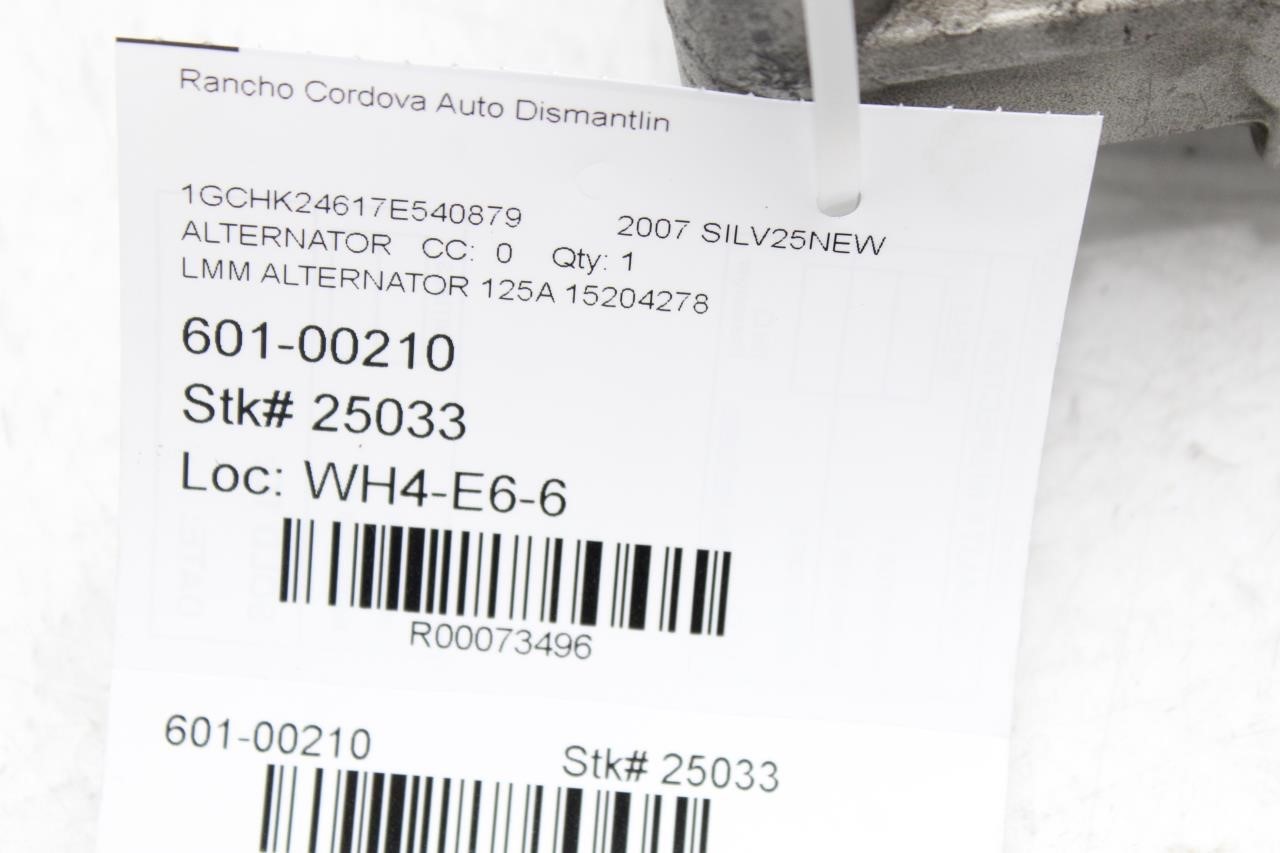 Rancho Cordova Auto Dismantlin
1GCHK24617E540879 2007 SILV25NEW
ALTERNATOR CC: 0 Qty: 1
LMM ALTERNATOR 125A 15204278
601-00210
Stk# 25033
Loc: WH4-E6-6
R00073496
601-00210 Stk# 25033